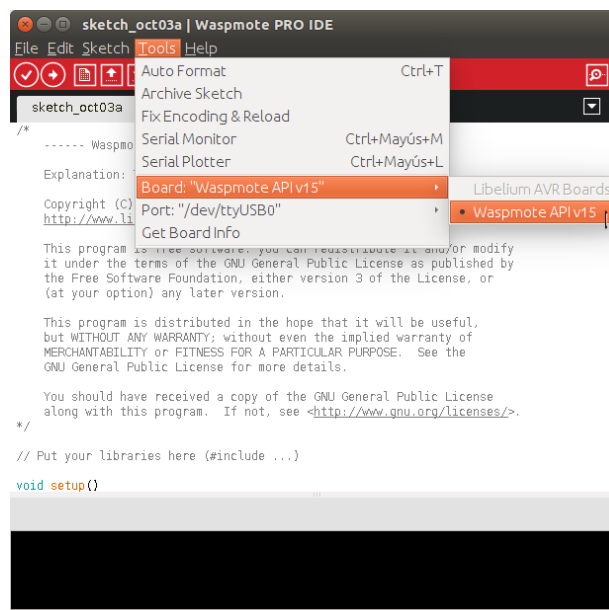 sketch_oct03a | Waspmote PRO IDE
File Edit Sketch Tools Help
Auto Format Ctrl+T
Archive Sketch
Fix Encoding & Reload
Serial Monitor Ctrl+Mayús+M
Serial Plotter Ctrl+Mayús+L
Board: "Waspmote API v15"
Port: "/dev/ttyUSB0"
Get Board Info
Libelium AVR Boards
• Waspmote API v15
sketch_oct03a
/*
------ Waspmo
Explanation:
Copyright (C)
http://www.li
This program is free software: you can redistribute it and/or modify
it under the terms of the GNU General Public License as published by
the Free Software Foundation, either version 3 of the License, or
(at your option) any later version.
This program is distributed in the hope that it will be useful,
but WITHOUT ANY WARRANTY; without even the implied warranty of
MERCHANTABILITY or FITNESS FOR A PARTICULAR PURPOSE. See the
GNU General Public License for more details.
You should have received a copy of the GNU General Public License
along with this program. If not, see <http://www.gnu.org/licenses/>.
*/
// Put your libraries here (#include ...)
void setup()